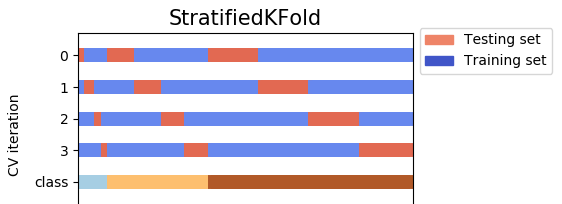 StratifiedKFold
Testing set
Training set
CV iteration
0
1
2
3
class